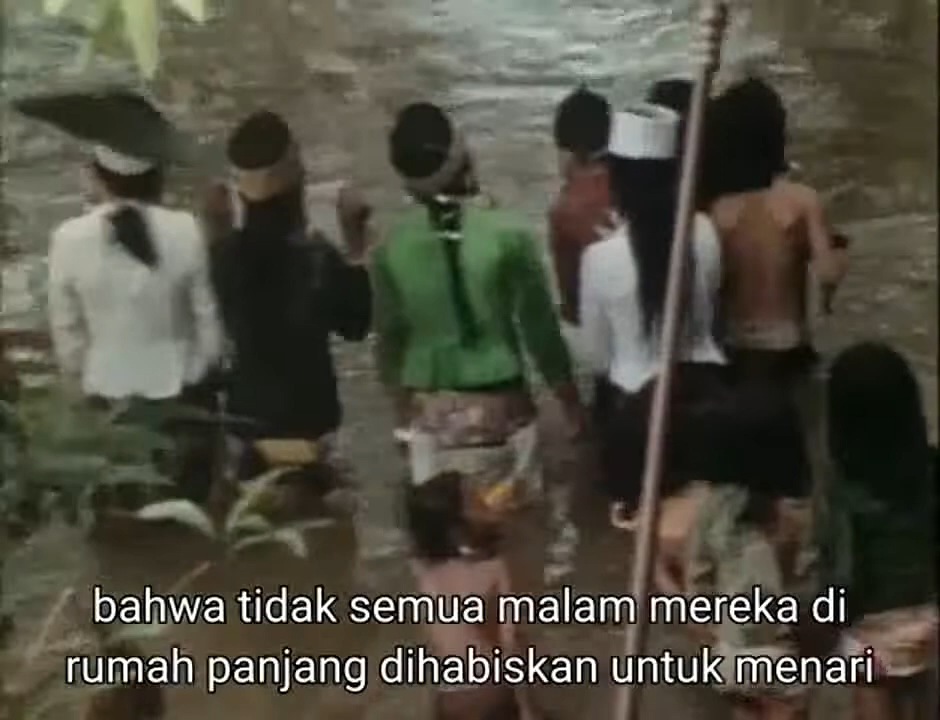 bahwa tidak semua malam mereka di
rumah panjang dihabiskan untuk menari